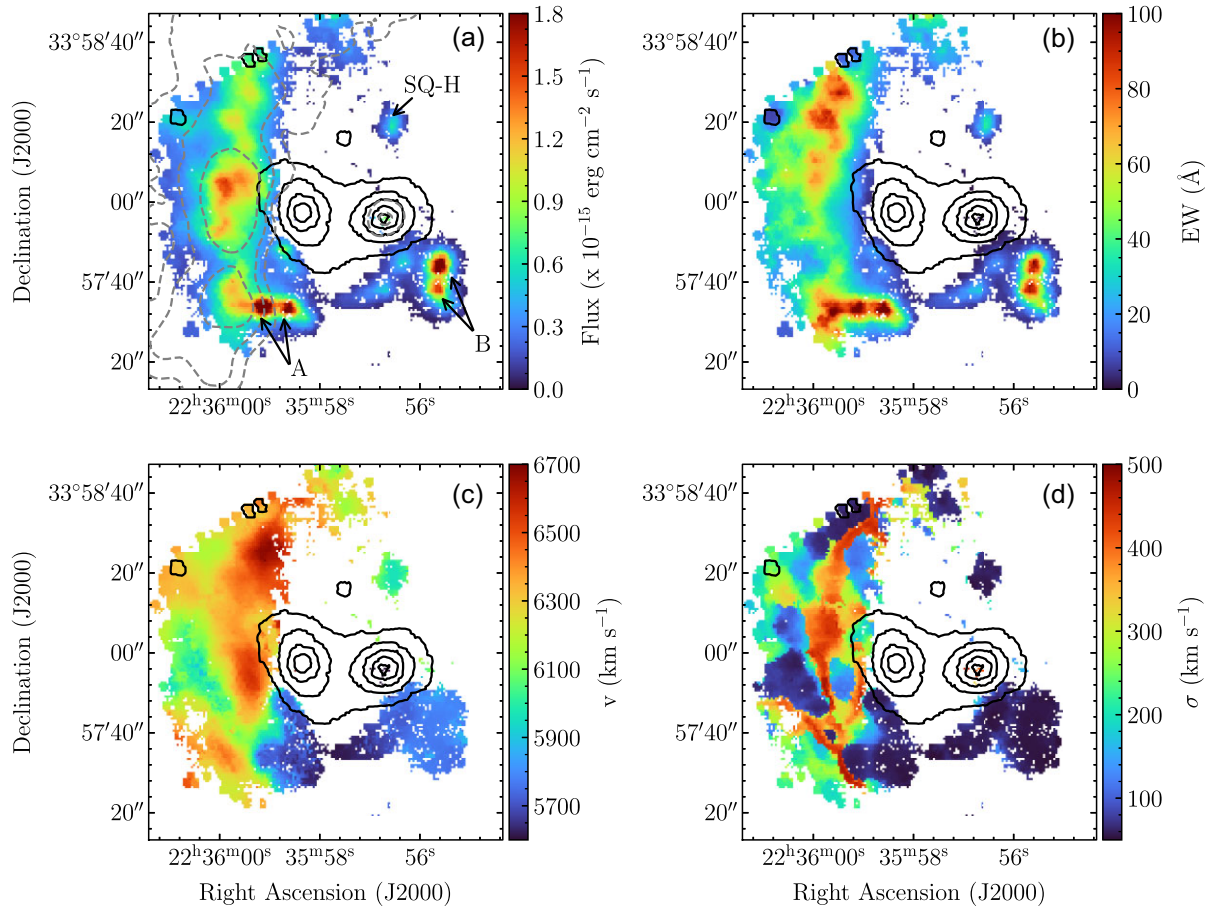 (a)
33°58′40″
20″
00″
57′40″
20″
Declination (J2000)
SQ-H
A
B
22ʰ36ᵐ00ˢ
35ᵐ58ˢ
56ˢ
1.8
1.5
1.2
0.9
0.6
0.3
0.0
Flux (x 10⁻¹⁵ erg cm⁻² s⁻¹)
(b)
33°58′40″
20″
00″
57′40″
20″
22ʰ36ᵐ00ˢ
35ᵐ58ˢ
56ˢ
100
80
60
40
20
0
EW (Å)
(c)
33°58′40″
20″
00″
57′40″
20″
Declination (J2000)
22ʰ36ᵐ00ˢ
35ᵐ58ˢ
56ˢ
Right Ascension (J2000)
6700
6500
6300
6100
5900
5700
v (km s⁻¹)
(d)
33°58′40″
20″
00″
57′40″
20″
22ʰ36ᵐ00ˢ
35ᵐ58ˢ
56ˢ
Right Ascension (J2000)
500
400
300
200
100
σ (km s⁻¹)